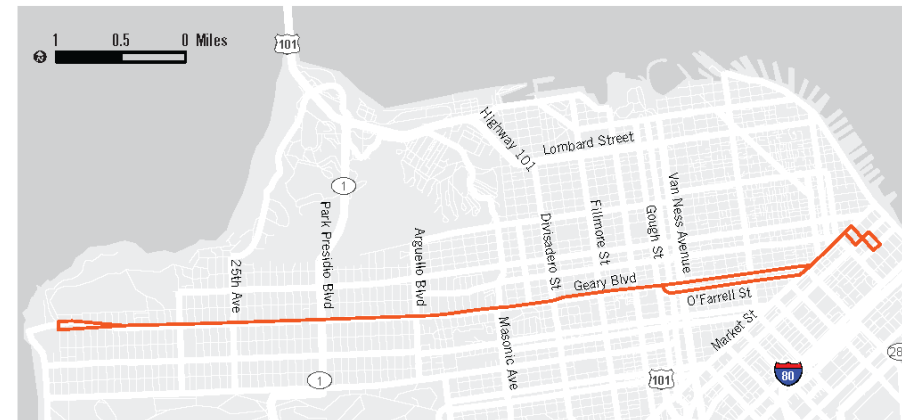 1 0.5 0 Miles
N
101
Highway 101
Lombard Street
1
Park Presidio Blvd
25th Ave
Arguello Blvd
Divisadero St
Fillmore St
Gough St
Van Ness Avenue
Geary Blvd
O'Farrell St
Masonic Ave
Market St
1
101
80
28